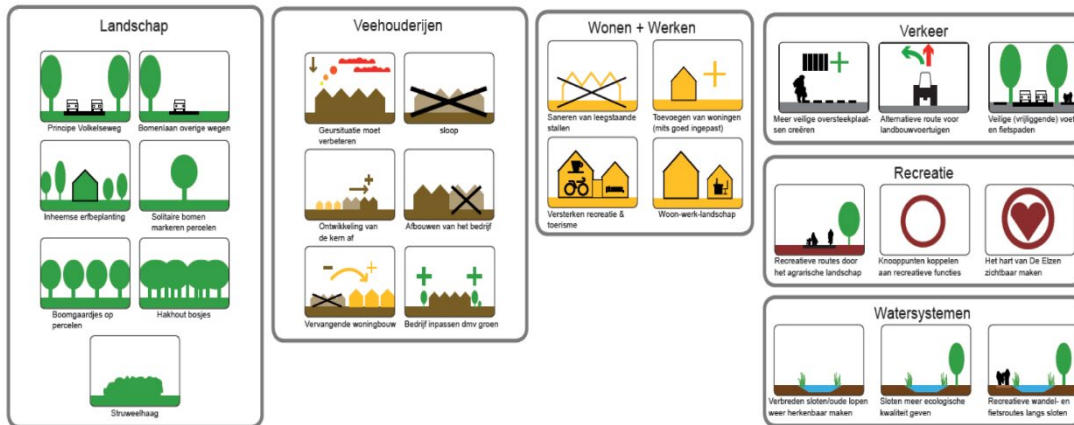 Landschap
Principe Volkelseweg
Bomenlaan overige wegen
Inheemse erfbeplanting
Solitaire bomen
markeren percelen
Boomgaardjes op
percelen
Hakhout bosjes
Struweelhaag
Veehouderijen
Geursituatie moet
verbeteren
sloop
Ontwikkeling van
de kern af
Afbouwen van het bedrijf
Vervangende woningbouw
Bedrijf inpassen dmv groen
Wonen + Werken
Saneren van leegstaande
stallen
Toevoegen van woningen
(mits goed ingepast)
Versterken recreatie &
toerisme
Woon-werk-landschap
Verkeer
Meer veilige oversteekplaat-
sen creëren
Alternatieve route voor
landbouwvoertuigen
Veilige (vrijliggende) voet
en fietspaden
Recreatie
Recreatieve routes door
het agrarische landschap
Knooppunten koppelen
aan recreatieve functies
Het hart van De Elzen
zichtbaar maken
Watersystemen
Verbreden sloten/oude lopen
weer herkenbaar maken
Sloten meer ecologische
kwaliteit geven
Recreatieve wandel- en
fietsroutes langs sloten